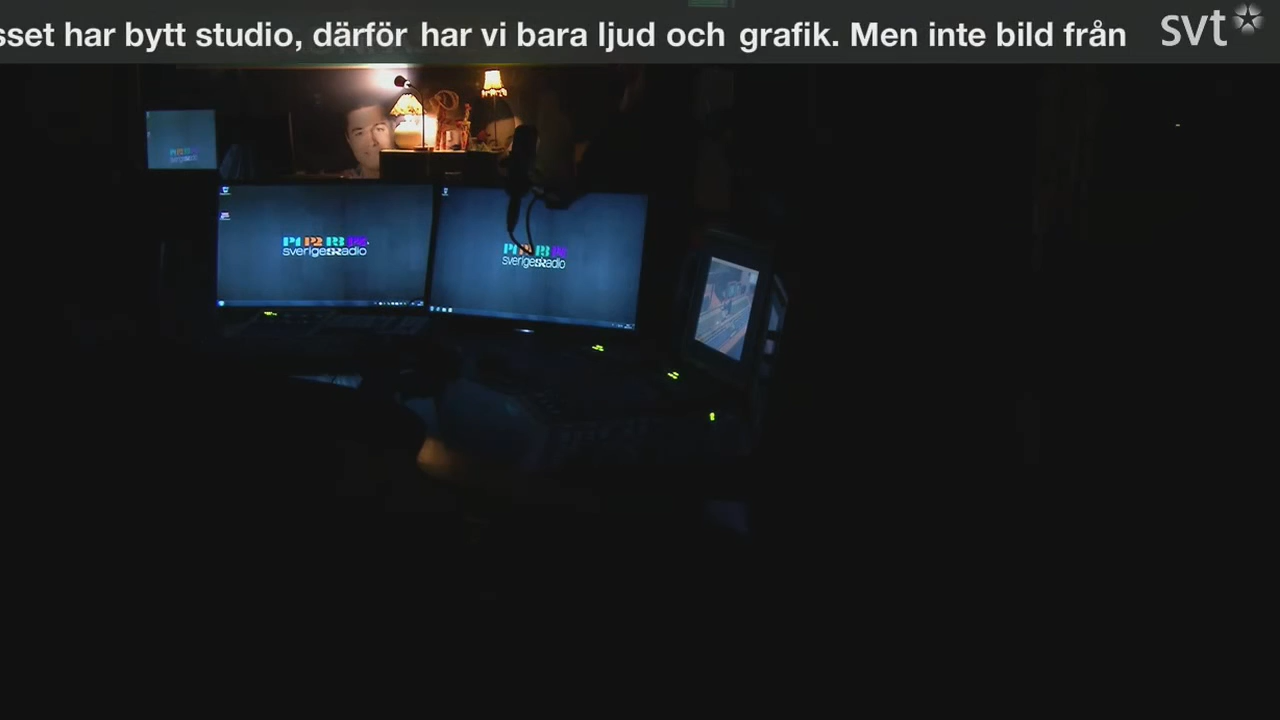 sset har bytt studio, därför har vi bara ljud och grafik. Men inte bild från
svt
P1 P2 P3 P4
sverigesradio
P1 P2 P3 P4
sverigesradio